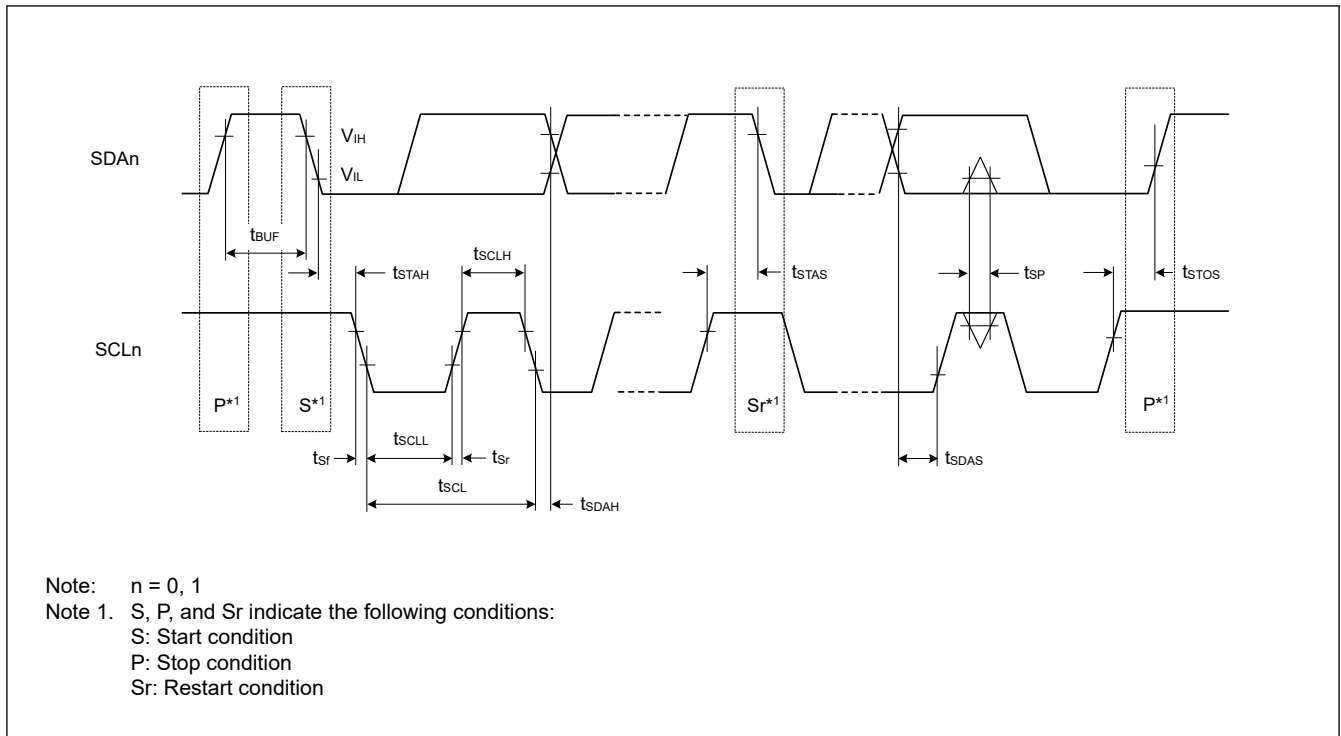 SDAn
VIH
VIL
tBUF
tSTAH
tSCLH
tSTAS
tSP
tSTOS
SCLn
P*1
S*1
Sr*1
P*1
tSf
tSCLL
tSr
tSCL
tSDAH
tSDAS
Note: n = 0, 1
Note 1. S, P, and Sr indicate the following conditions:
S: Start condition
P: Stop condition
Sr: Restart condition